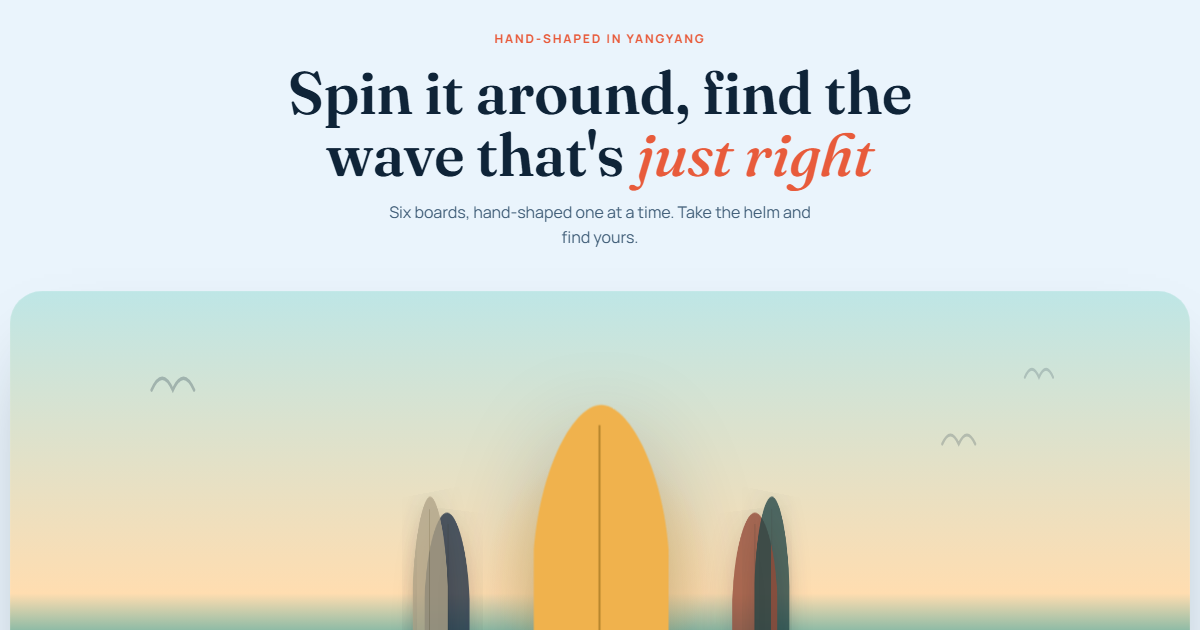 HAND-SHAPED IN YANGYANG
Spin it around, find the
wave that's just right
Six boards, hand-shaped one at a time. Take the helm and
find yours.